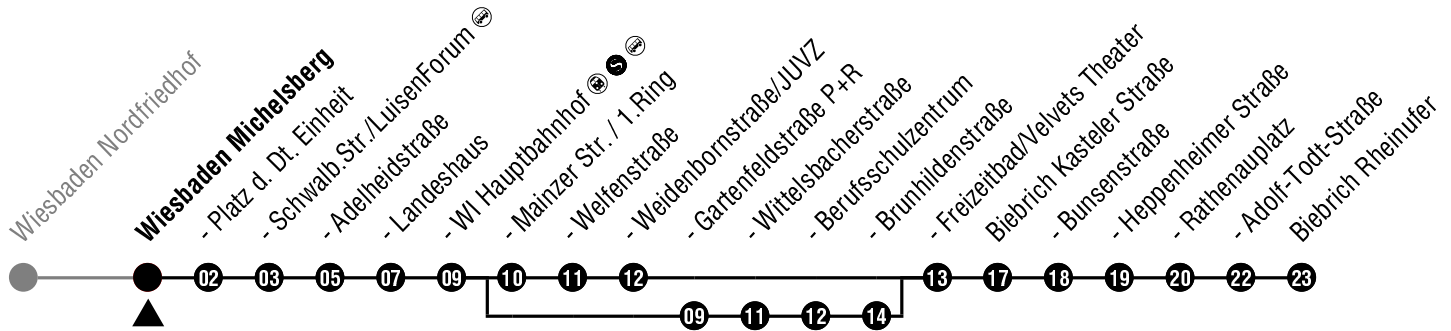 Wiesbaden Nordfriedhof
Wiesbaden Michelsberg
- Platz d. Dt. Einheit
- Schwalb.Str./LuisenForum
- Adelheidstraße
- Landeshaus
- WI Hauptbahnhof S
- Mainzer Str. / 1.Ring
- Welfenstraße
- Weidenbornstraße/JUVZ
- Gartenfeldstraße P+R
- Wittelsbacherstraße
- Berufsschulzentrum
- Brunhildenstraße
- Freizeitbad/Velvets Theater
Biebrich Kasteler Straße
- Bunsenstraße
- Heppenheimer Straße
- Rathenauplatz
- Adolf-Todt-Straße
Biebrich Rheinufer
02 03 05 07 09 10 11 12 13 17 18 19 20 22 23
09 11 12 14